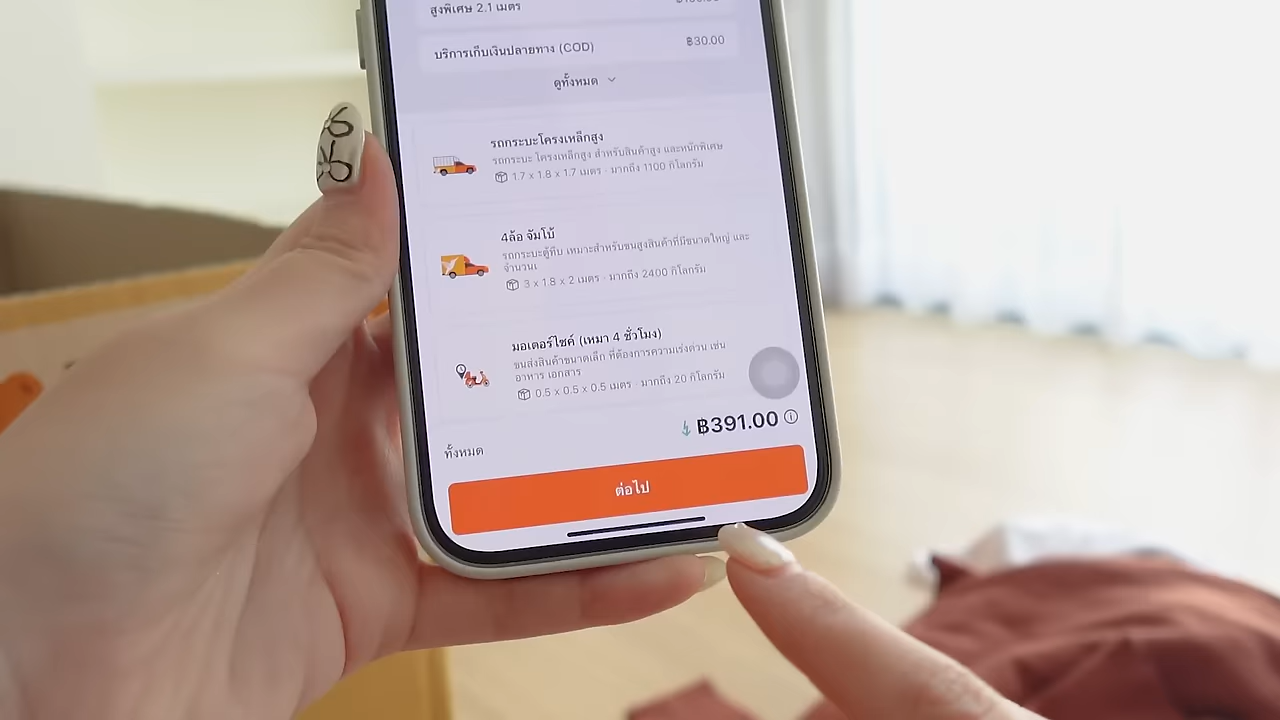 สูงพิเศษ 2.1 เมตร
บริการเก็บเงินปลายทาง (COD) ฿30.00
ดูทั้งหมด
รถกระบะโครงเหล็กสูง
รถกระบะ โครงเหล็กสูง สำหรับสินค้าสูง และหนักพิเศษ
1.7 x 1.8 x 1.7 เมตร · มากถึง 1100 กิโลกรัม
4ล้อ จัมโบ้
รถกระบะตู้ทึบ เหมาะสำหรับขนสูงสินค้าที่มีขนาดใหญ่ และ
จำนวนเ
3 x 1.8 x 2 เมตร · มากถึง 2400 กิโลกรัม
มอเตอร์ไซค์ (เหมา 4 ชั่วโมง)
ขนส่งสินค้าขนาดเล็ก ที่ต้องการความเร่งด่วน เช่น
อาหาร เอกสาร
0.5 x 0.5 x 0.5 เมตร · มากถึง 20 กิโลกรัม
฿391.00
ทั้งหมด
ต่อไป